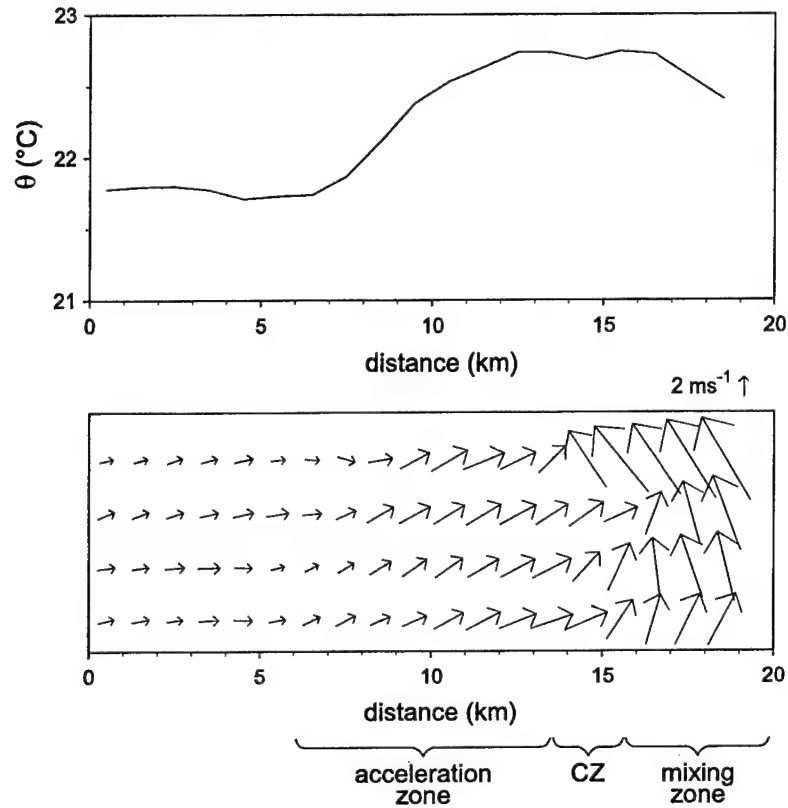 23
22
21
θ (°C)
0 5 10 15 20
distance (km)
2 ms⁻¹ ↑
0 5 10 15 20
distance (km)
acceleration zone
CZ
mixing zone